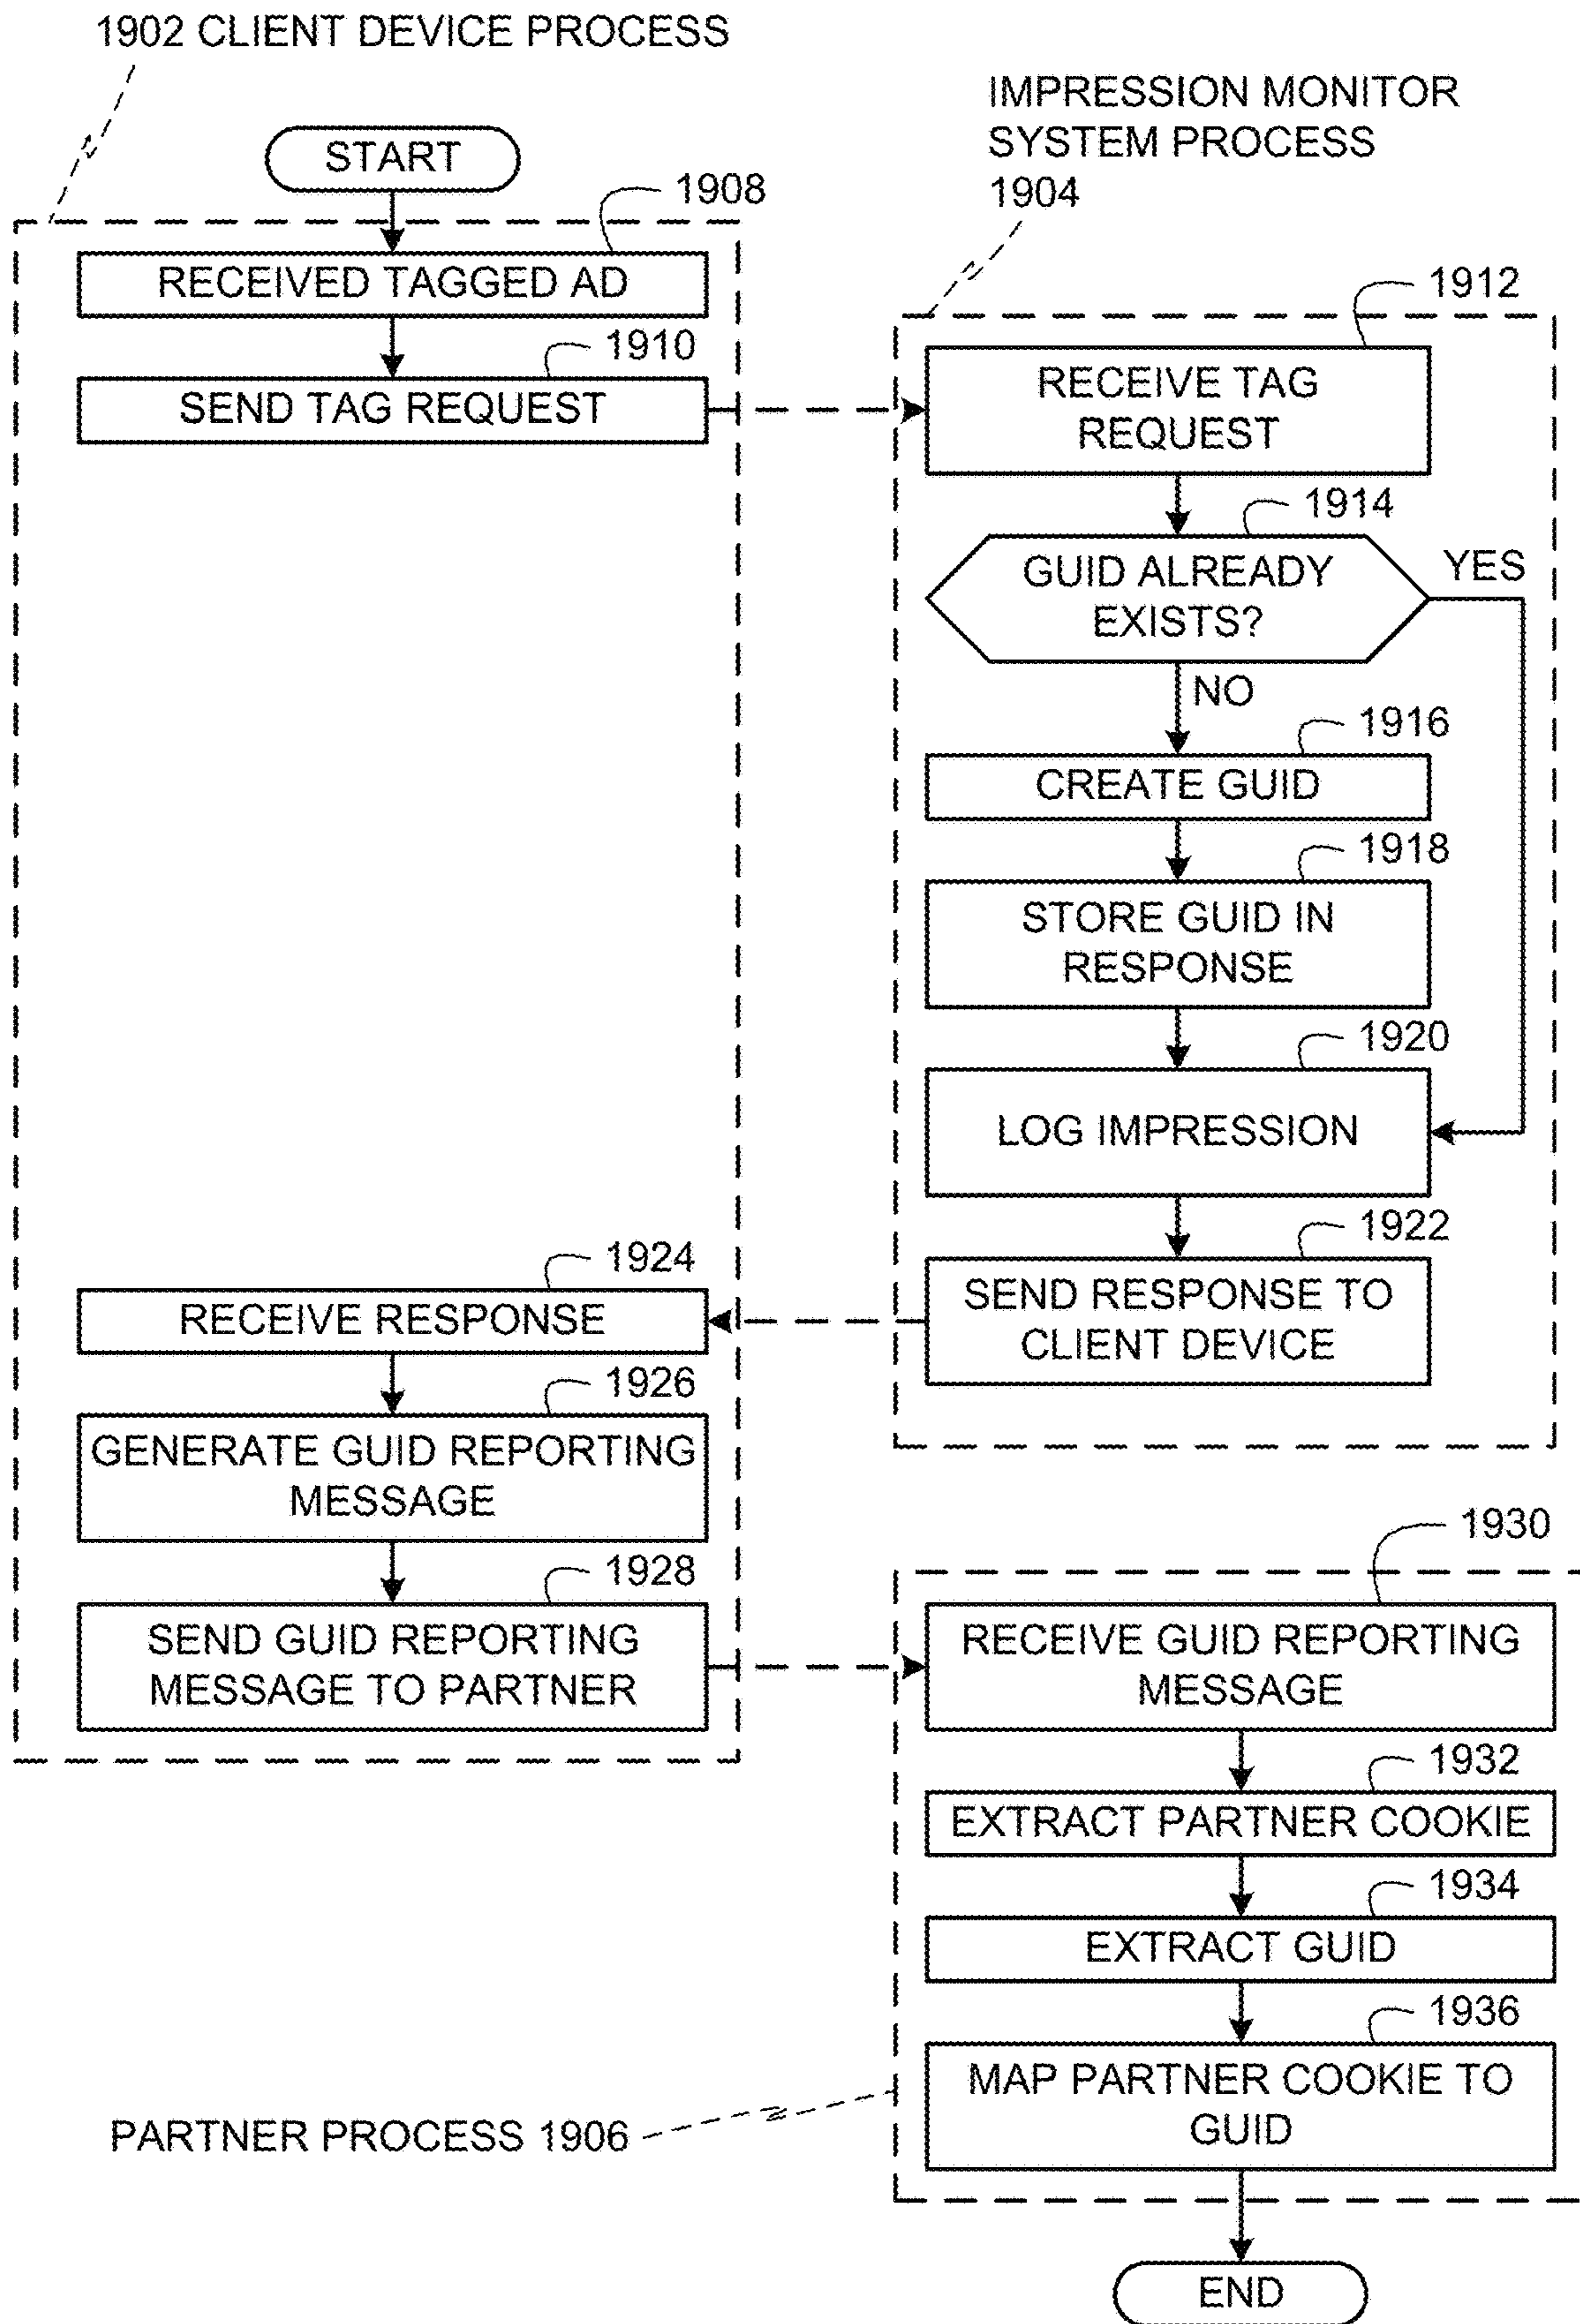 1902 CLIENT DEVICE PROCESS
IMPRESSION MONITOR
SYSTEM PROCESS
1904
START
1908
RECEIVED TAGGED AD
1910
SEND TAG REQUEST
1912
RECEIVE TAG
REQUEST
1914
GUID ALREADY
EXISTS?
YES
NO
1916
CREATE GUID
1918
STORE GUID IN
RESPONSE
1920
LOG IMPRESSION
1922
SEND RESPONSE TO
CLIENT DEVICE
1924
RECEIVE RESPONSE
1926
GENERATE GUID REPORTING
MESSAGE
1928
SEND GUID REPORTING
MESSAGE TO PARTNER
1930
RECEIVE GUID REPORTING
MESSAGE
1932
EXTRACT PARTNER COOKIE
1934
EXTRACT GUID
1936
MAP PARTNER COOKIE TO
GUID
PARTNER PROCESS 1906
END